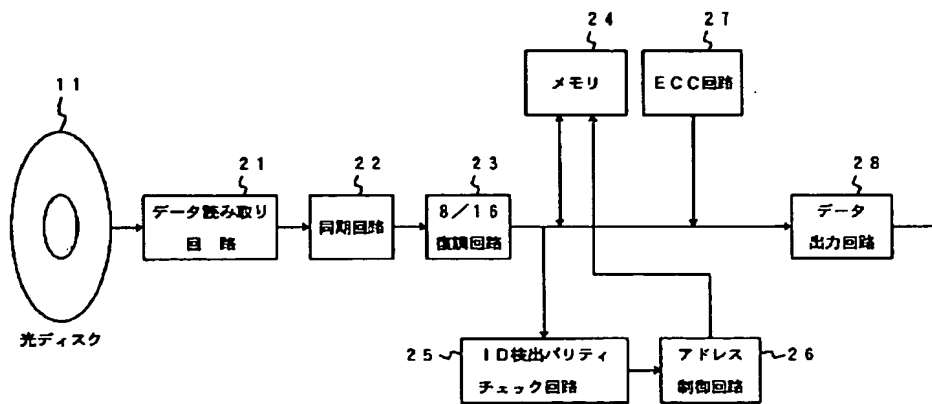 24
27
メモリ
ECC回路
11
21
22
23
28
データ読み取り
回 路
同期回路
8/16
復調回路
データ
出力回路
光ディスク
25
ID検出パリティ
チェック回路
アドレス
制御回路
26